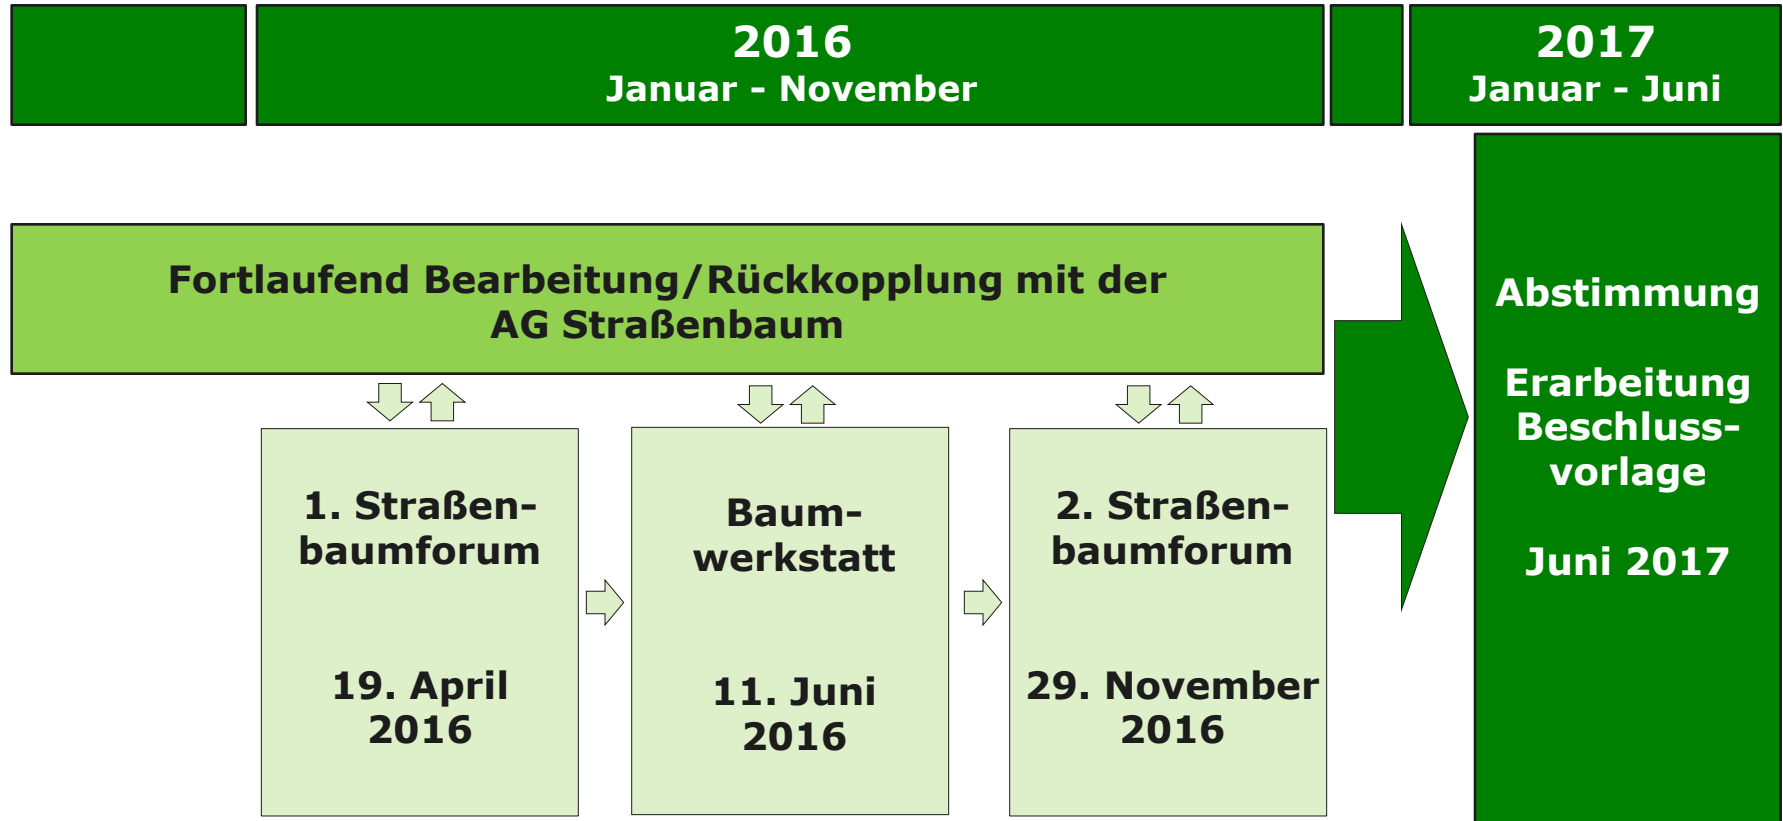 2016
Januar - November
2017
Januar - Juni
Fortlaufend Bearbeitung/Rückkopplung mit der
AG Straßenbaum
1. Straßen-
baumforum
19. April
2016
Baum-
werkstatt
11. Juni
2016
2. Straßen-
baumforum
29. November
2016
Abstimmung
Erarbeitung
Beschluss-
vorlage
Juni 2017